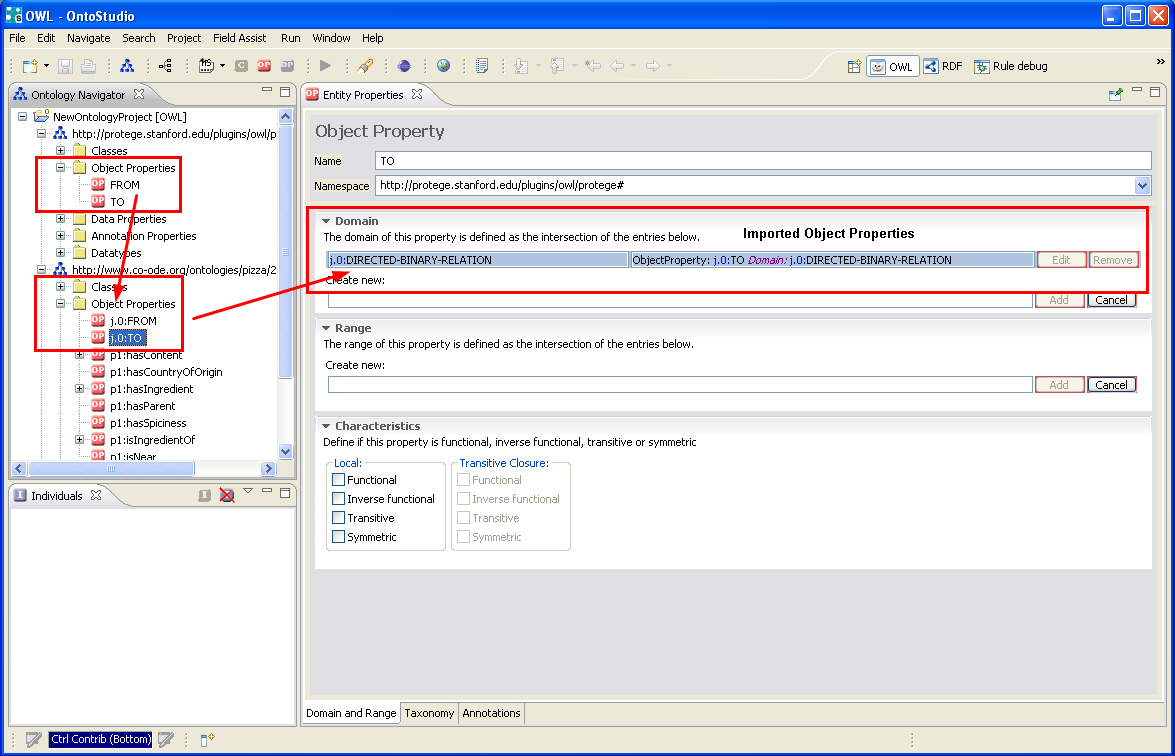 OWL - OntoStudio
File Edit Navigate Search Project Field Assist Run Window Help
OWL RDF Rule debug
Ontology Navigator
NewOntologyProject [OWL]
http://protege.stanford.edu/plugins/owl/p
Classes
Object Properties
FROM
TO
Data Properties
Annotation Properties
Datatypes
http://www.co-ode.org/ontologies/pizza/2
Classes
Object Properties
j.0:FROM
j.0:TO
p1:hasContent
p1:hasCountryOfOrigin
p1:hasIngredient
p1:hasParent
p1:hasSpiciness
p1:isIngredientOf
p1:isNear
Individuals
Entity Properties
Object Property
Name TO
Namespace http://protege.stanford.edu/plugins/owl/protege#
Domain
The domain of this property is defined as the intersection of the entries below.
Imported Object Properties
j.0:DIRECTED-BINARY-RELATION ObjectProperty: j.0:TO Domain: j.0:DIRECTED-BINARY-RELATION Edit Remove
Create new:
Add Cancel
Range
The range of this property is defined as the intersection of the entries below.
Create new:
Add Cancel
Characteristics
Define if this property is functional, inverse functional, transitive or symmetric
Local: Transitive Closure:
Functional Functional
Inverse functional Inverse functional
Transitive Transitive
Symmetric Symmetric
Domain and Range Taxonomy Annotations
Ctrl Contrib (Bottom)